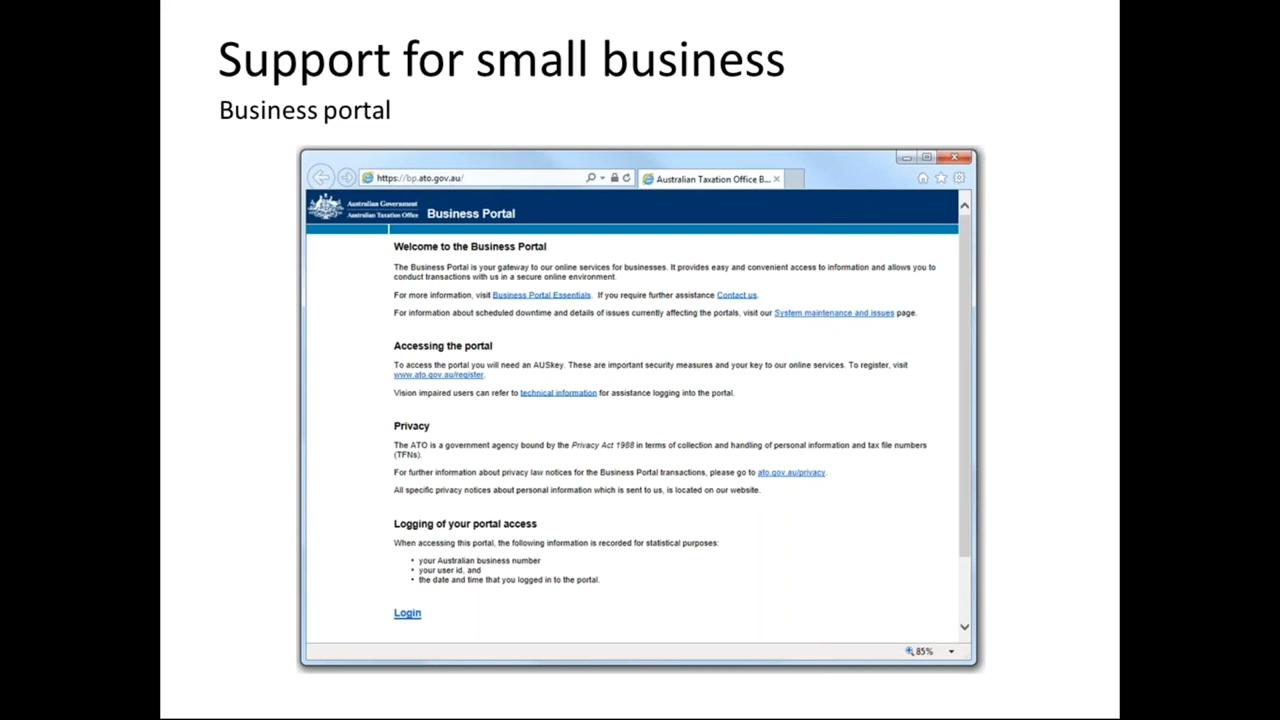 Support for small business
Business portal
https://bp.ato.gov.au/
Australian Taxation Office B...
Australian Government
Australian Taxation Office
Business Portal
Welcome to the Business Portal
The Business Portal is your gateway to our online services for businesses. It provides easy and convenient access to information and allows you to
conduct transactions with us in a secure online environment.
For more information, visit Business Portal Essentials. If you require further assistance Contact us.
For information about scheduled downtime and details of issues currently affecting the portals, visit our System maintenance and issues page.
Accessing the portal
To access the portal you will need an AUSkey. These are important security measures and your key to our online services. To register, visit
www.ato.gov.au/register.
Vision impaired users can refer to technical information for assistance logging into the portal.
Privacy
The ATO is a government agency bound by the Privacy Act 1988 in terms of collection and handling of personal information and tax file numbers
(TFNs).
For further information about privacy law notices for the Business Portal transactions, please go to ato.gov.au/privacy.
All specific privacy notices about personal information which is sent to us, is located on our website.
Logging of your portal access
When accessing this portal, the following information is recorded for statistical purposes:
• your Australian business number
• your user id, and
• the date and time that you logged in to the portal.
Login
85%